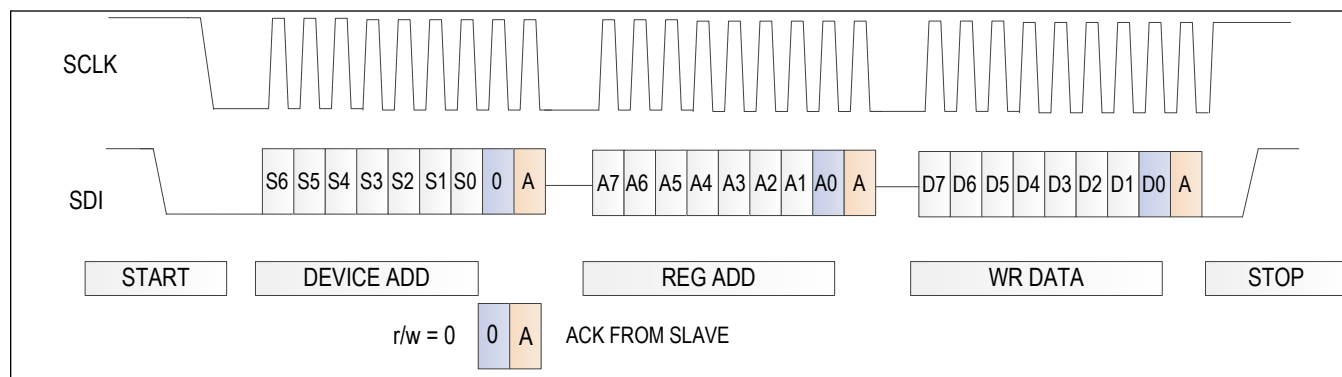 SCLK
SDI
S6 S5 S4 S3 S2 S1 S0 0 A A7 A6 A5 A4 A3 A2 A1 A0 A D7 D6 D5 D4 D3 D2 D1 D0 A
START DEVICE ADD REG ADD WR DATA STOP
r/w = 0 0 A ACK FROM SLAVE